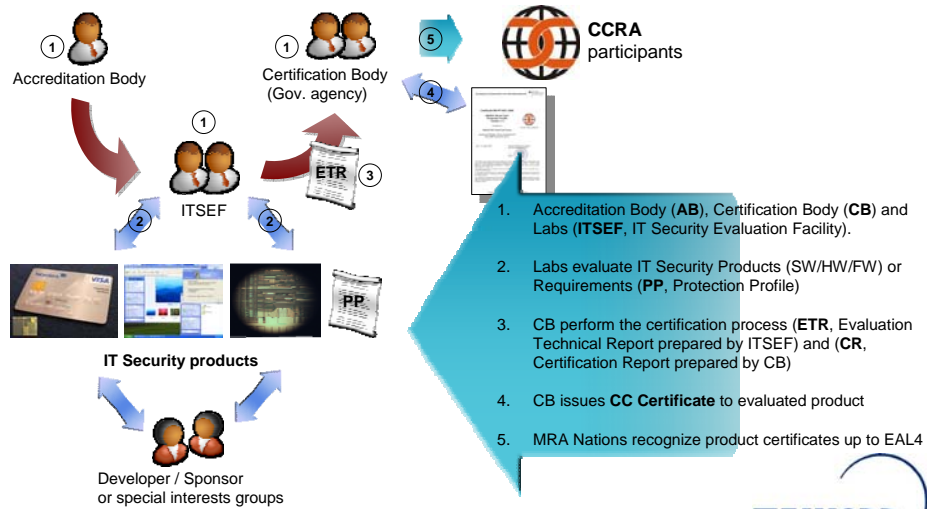 1
Accreditation Body
1
Certification Body
(Gov. agency)
5
CCRA
participants
4
1
ITSEF
ETR
3
2
2
VISA
PP
IT Security products
Developer / Sponsor
or special interests groups
1. Accreditation Body (AB), Certification Body (CB) and
Labs (ITSEF, IT Security Evaluation Facility).
2. Labs evaluate IT Security Products (SW/HW/FW) or
Requirements (PP, Protection Profile)
3. CB perform the certification process (ETR, Evaluation
Technical Report prepared by ITSEF) and (CR,
Certification Report prepared by CB)
4. CB issues CC Certificate to evaluated product
5. MRA Nations recognize product certificates up to EAL4